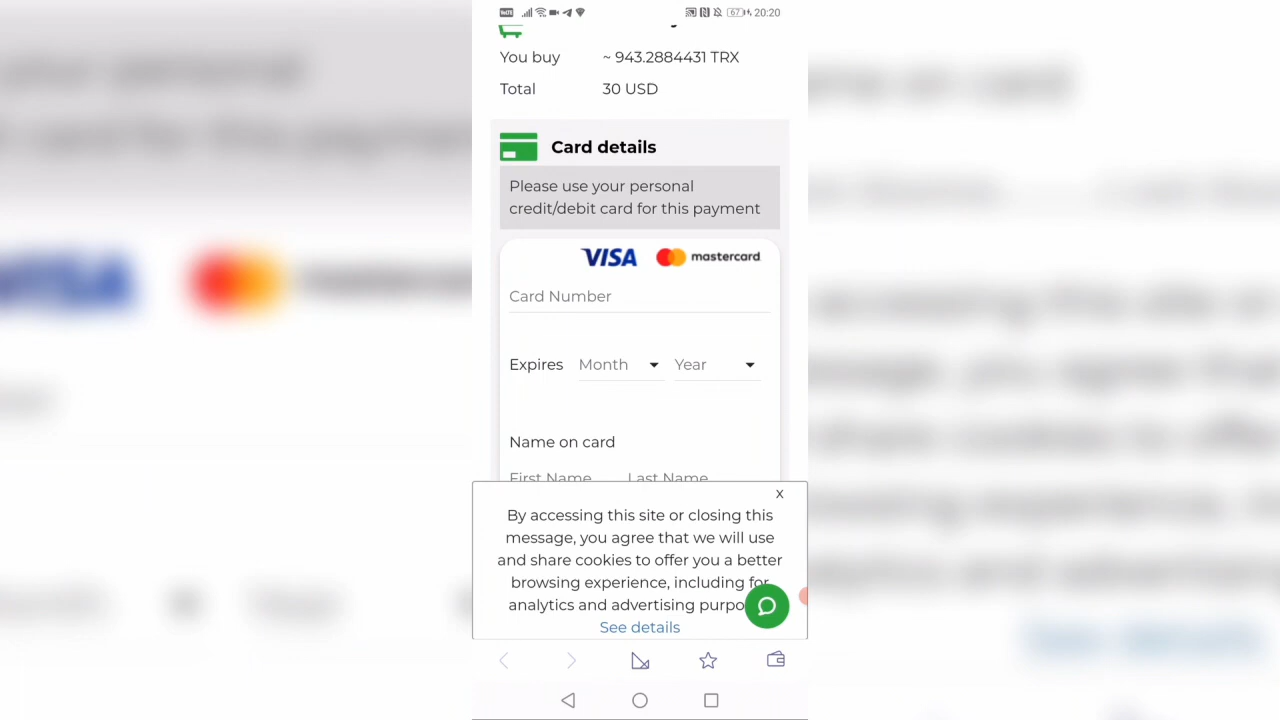 VoLTE 67 20:20
You buy ~ 943.2884431 TRX
Total 30 USD
Card details
Please use your personal
credit/debit card for this payment
VISA mastercard
Card Number
Expires Month Year
Name on card
First Name Last Name
X
By accessing this site or closing this
message, you agree that we will use
and share cookies to offer you a better
browsing experience, including for
analytics and advertising purpo
See details